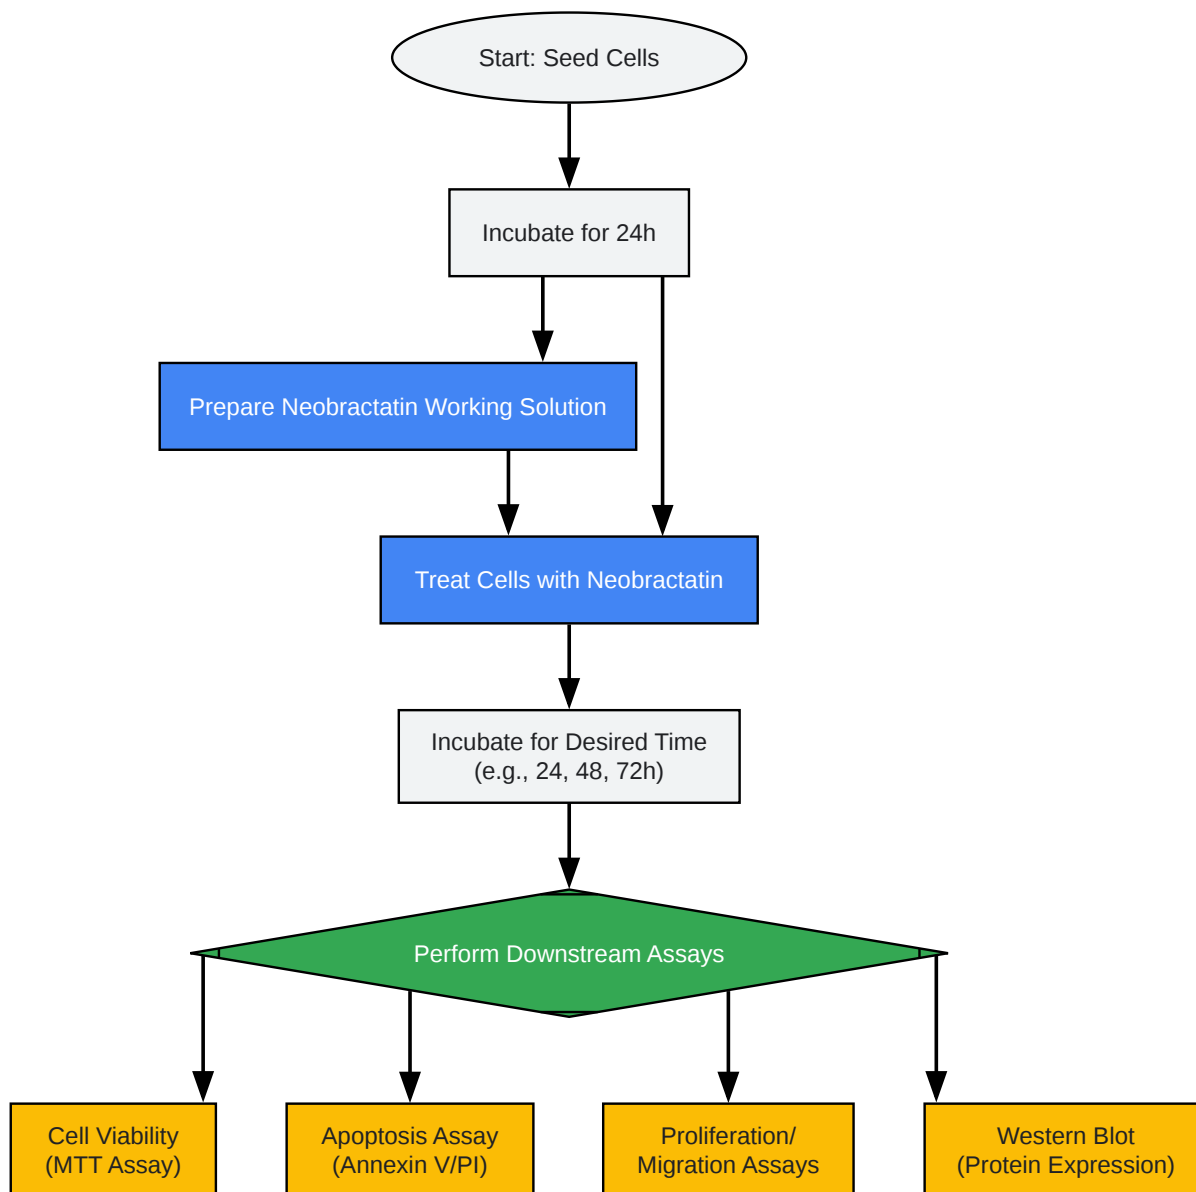 Start: Seed Cells
Incubate for 24h
Prepare Neobractatin Working Solution
Treat Cells with Neobractatin
Incubate for Desired Time
(e.g., 24, 48, 72h)
Perform Downstream Assays
Cell Viability
(MTT Assay)
Apoptosis Assay
(Annexin V/PI)
Proliferation/
Migration Assays
Western Blot
(Protein Expression)